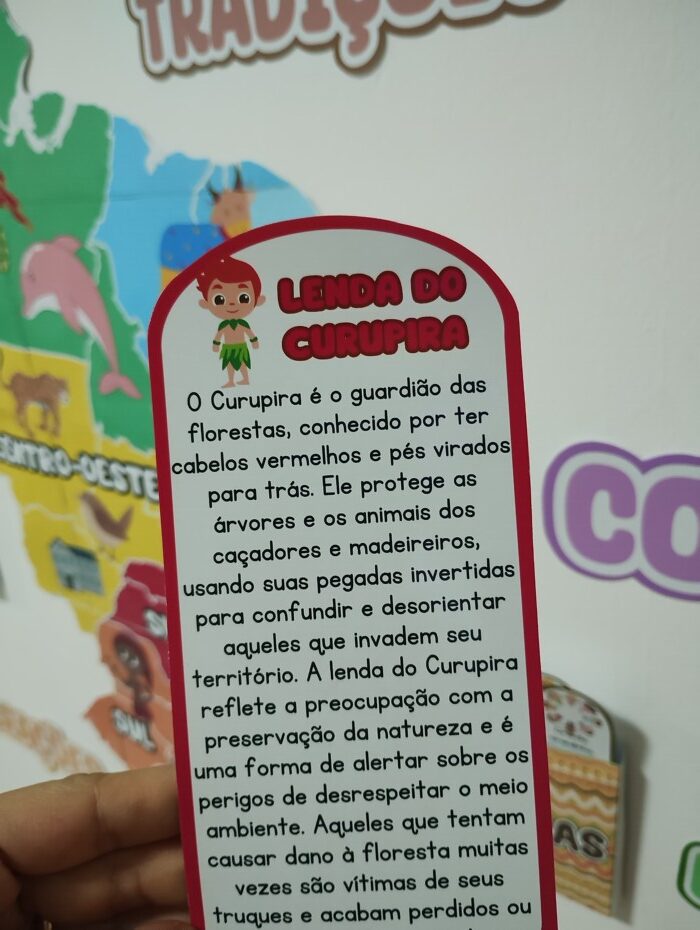 TRADIÇÕES
LENDA DO
CURUPIRA
O Curupira é o guardião das
florestas, conhecido por ter
cabelos vermelhos e pés virados
para trás. Ele protege as
árvores e os animais dos
caçadores e madeireiros,
usando suas pegadas invertidas
para confundir e desorientar
aqueles que invadem seu
território. A lenda do Curupira
reflete a preocupação com a
preservação da natureza e é
uma forma de alertar sobre os
perigos de desrespeitar o meio
ambiente. Aqueles que tentam
causar dano à floresta muitas
vezes são vítimas de seus
truques e acabam perdidos ou
CENTRO-OESTE
SUL
CO
AS